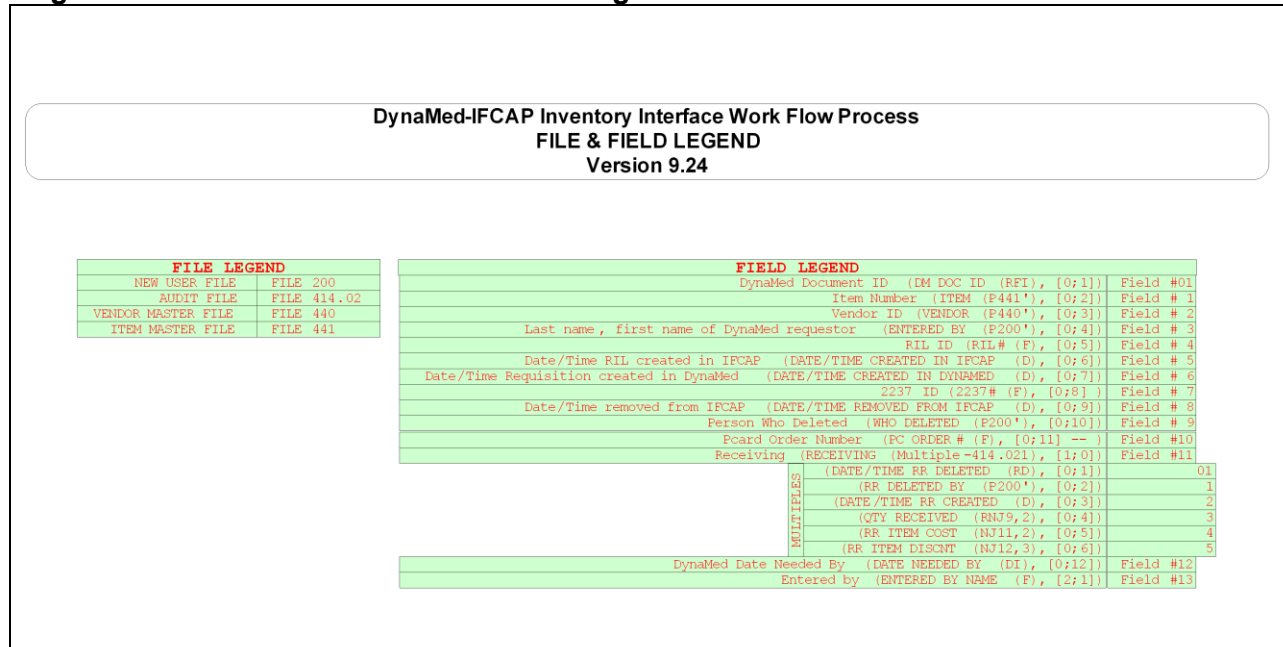 DynaMed-IFCAP Inventory Interface Work Flow Process
FILE & FIELD LEGEND
Version 9.24
FILE LEGEND
NEW USER FILE FILE 200
AUDIT FILE FILE 414.02
VENDOR MASTER FILE FILE 440
ITEM MASTER FILE FILE 441
FIELD LEGEND
DynaMed Document ID (DM DOC ID (RFI), [0;1]) Field #01
Item Number (ITEM (P441'), [0;2]) Field # 1
Vendor ID (VENDOR (P440'), [0;3]) Field # 2
Last name, first name of DynaMed requestor (ENTERED BY (P200'), [0;4]) Field # 3
RIL ID (RIL# (F), [0;5]) Field # 4
Date/Time RIL created in IFCAP (DATE/TIME CREATED IN IFCAP (D), [0;6]) Field # 5
Date/Time Requisition created in DynaMed (DATE/TIME CREATED IN DYNAMED (D), [0;7]) Field # 6
2237 ID (2237# (F), [0;8] ) Field # 7
Date/Time removed from IFCAP (DATE/TIME REMOVED FROM IFCAP (D), [0;9]) Field # 8
Person Who Deleted (WHO DELETED (P200'), [0;10]) Field # 9
Pcard Order Number (PC ORDER # (F), [0;11] -- ) Field #10
Receiving (RECEIVING (Multiple-414.021), [1;0) Field #11
MULTIPLES
(DATE/TIME RR DELETED (RD), [0;1]) 01
(RR DELETED BY (P200'), [0;2]) 1
(DATE/TIME RR CREATED (D), [0;3]) 2
(QTY RECEIVED (RNJ9,2), [0;4]) 3
(RR ITEM COST (NJ11,2), [0;5]) 4
(RR ITEM DISCNT (NJ12,3), [0;6]) 5
DynaMed Date Needed By (DATE NEEDED BY (DI), [0;12]) Field #12
Entered by (ENTERED BY NAME (F), [2;1]) Field #13